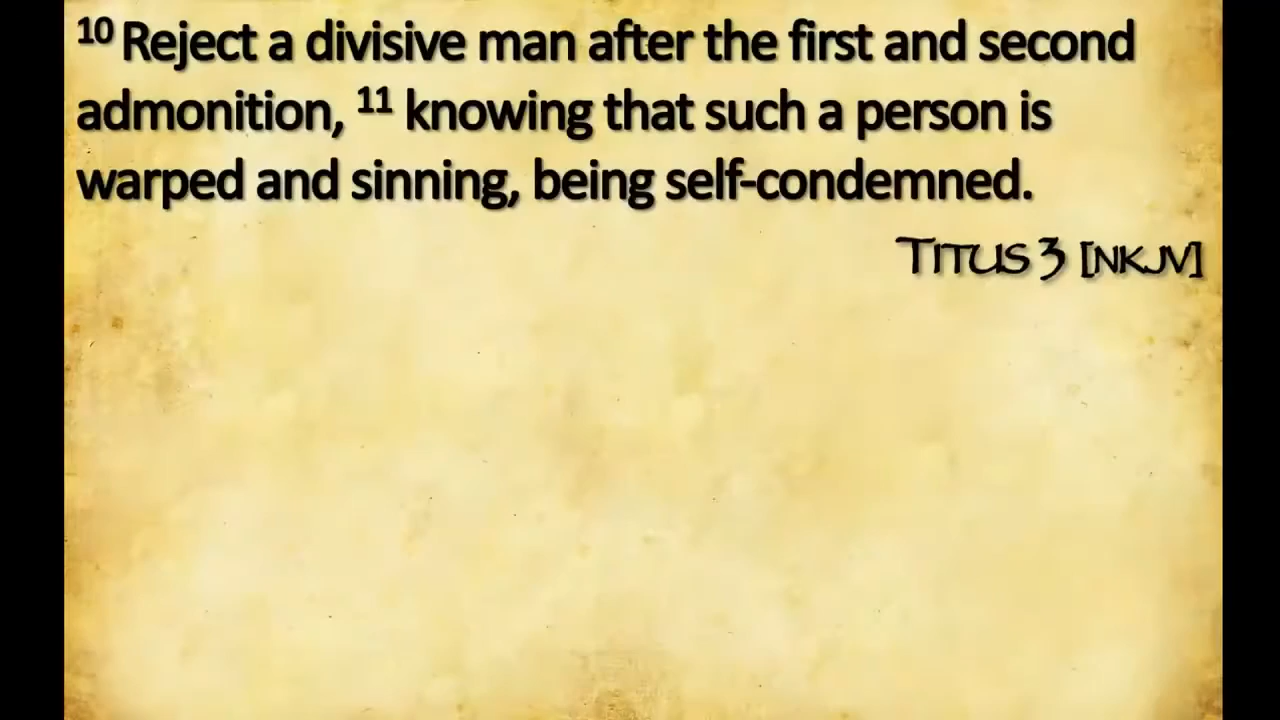 10 Reject a divisive man after the first and second
admonition, 11 knowing that such a person is
warped and sinning, being self-condemned.
TITUS 3 [NKJV]